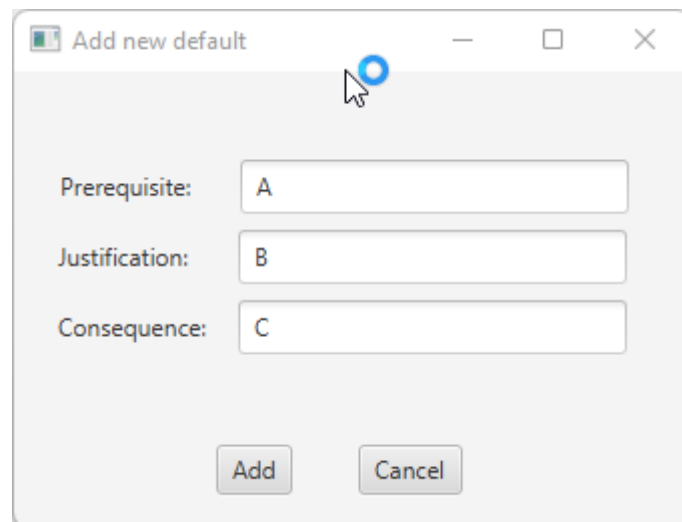 Add new default
Prerequisite: A
Justification: B
Consequence: C
Add Cancel